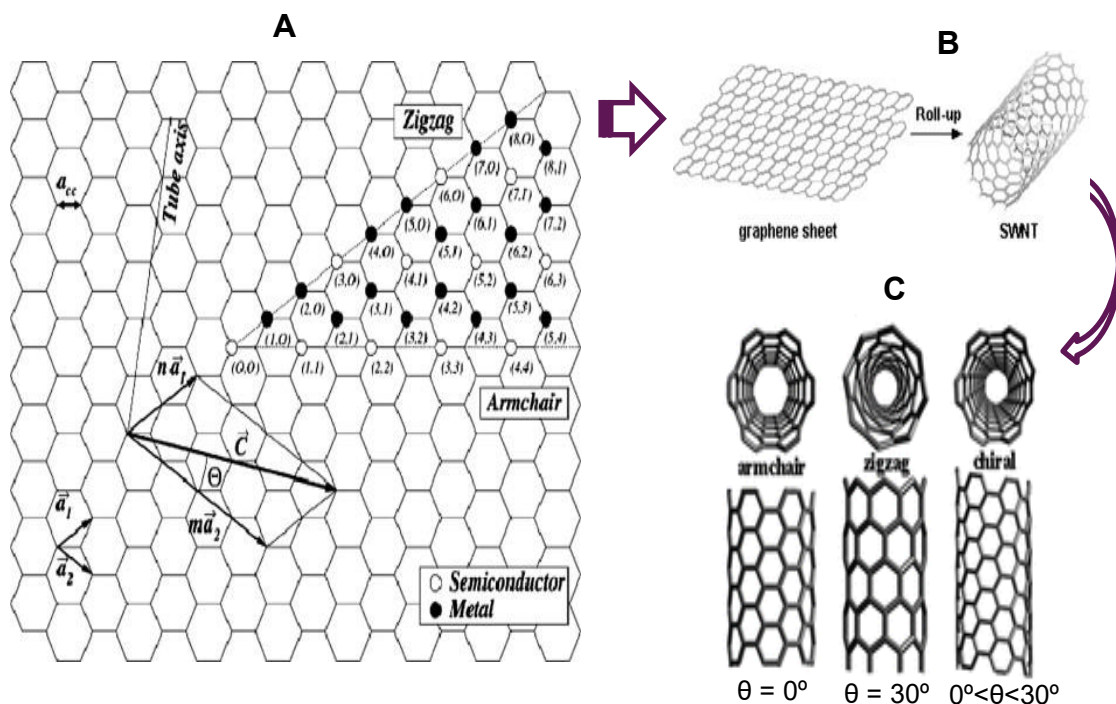 A
Zigzag
(8,0)
(7,0)
(8,1)
(6,0)
(7,1)
(5,0)
(6,1)
(7,2)
(4,0)
(5,1)
(6,2)
(3,0)
(4,1)
(5,2)
(6,3)
(2,0)
(3,1)
(4,2)
(5,3)
(1,0)
(2,1)
(3,2)
(4,3)
(5,4)
(0,0)
(1,1)
(2,2)
(3,3)
(4,4)
Armchair
Tube axis
a_cc
n a⃗₁
C⃗
Θ
m a⃗₂
a⃗₁
a⃗₂
Semiconductor
Metal
B
Roll-up
graphene sheet
SWNT
C
armchair
zigzag
chiral
θ = 0º
θ = 30º
0º<θ<30º